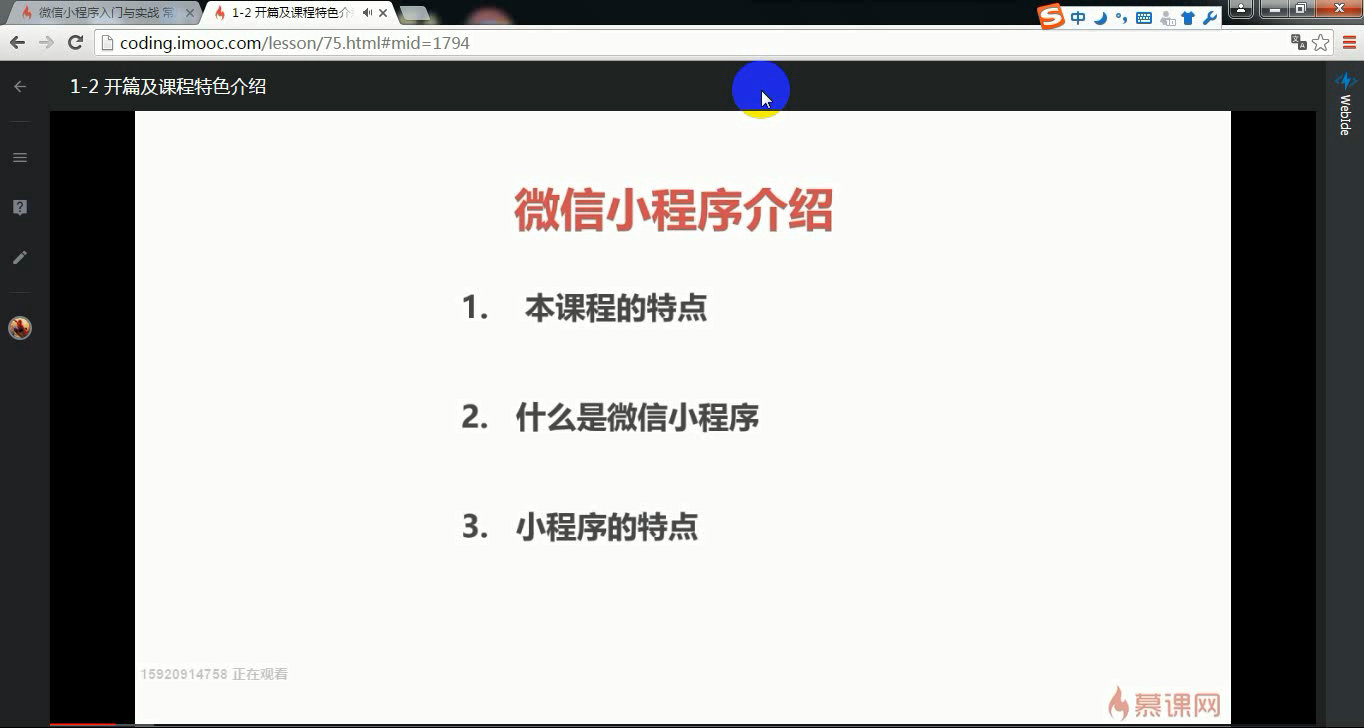 微信小程序入门与实战 常
1-2 开篇及课程特色介
coding.imooc.com/lesson/75.html#mid=1794
1-2 开篇及课程特色介绍
WebIde
微信小程序介绍
1. 本课程的特点
2. 什么是微信小程序
3. 小程序的特点
15920914758 正在观看
慕课网